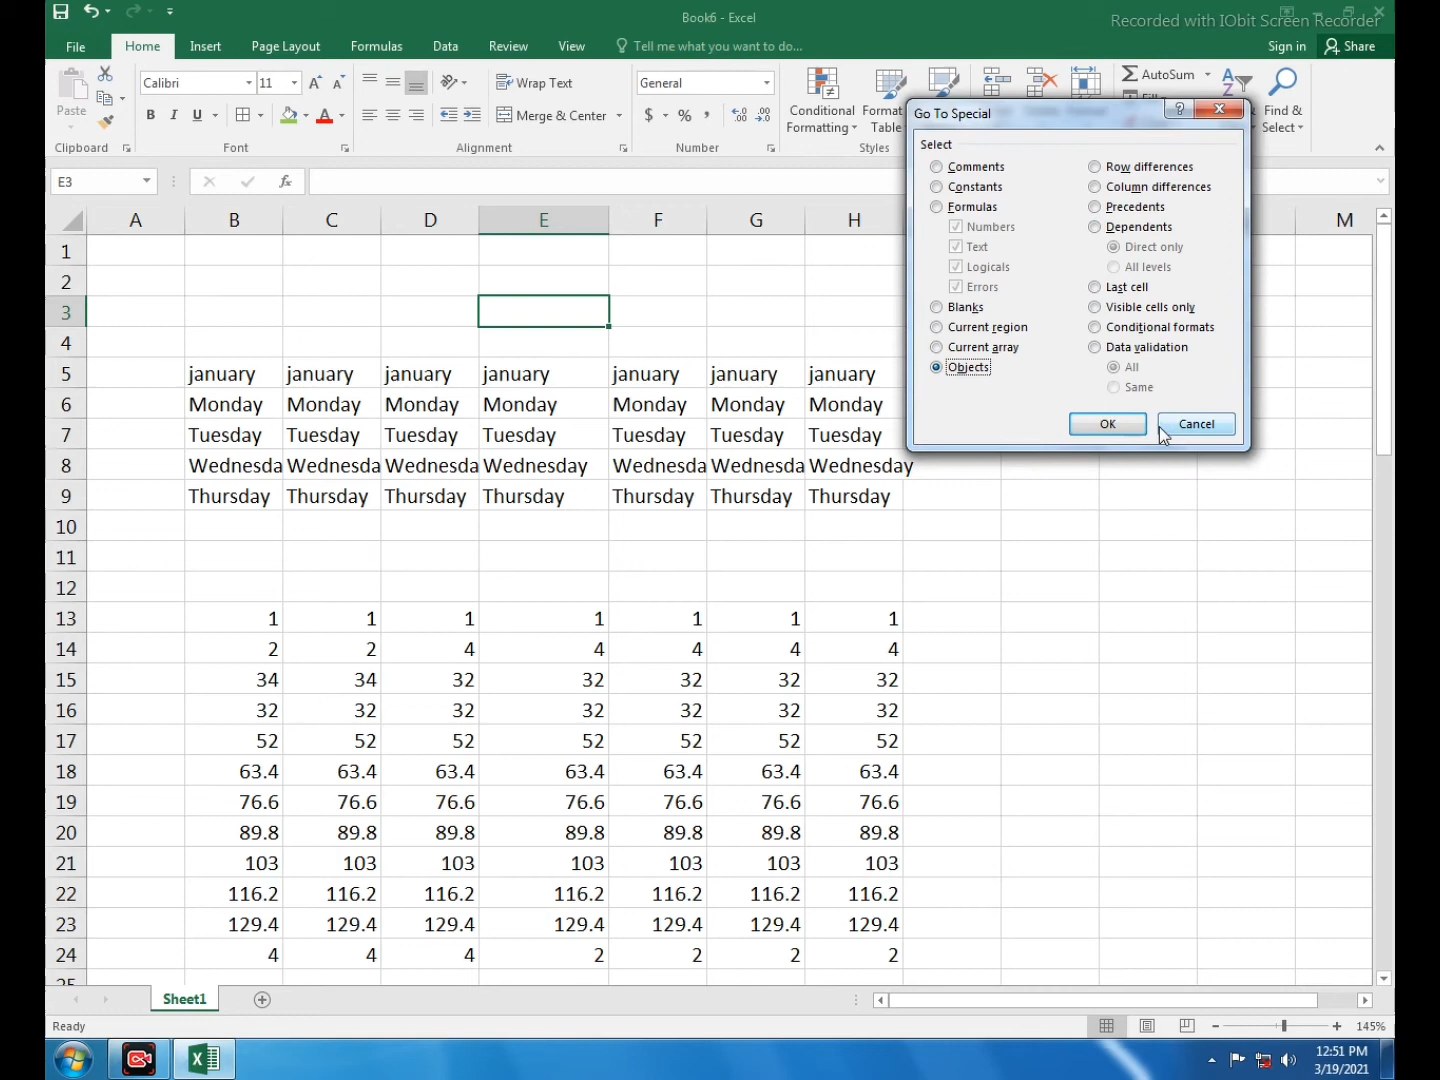 Book6 - Excel
Recorded with IObit Screen Recorder
File Home Insert Page Layout Formulas Data Review View Tell me what you want to do... Sign in Share
Paste Calibri 11 Wrap Text General AutoSum
B I U Merge & Center $ % Conditional Formatting Format Table Find & Select
Clipboard Font Alignment Number Styles
E3 fx
Go To Special
Select
Comments Row differences
Constants Column differences
Formulas Precedents
Numbers Dependents
Text Direct only
Logicals All levels
Errors Last cell
Blanks Visible cells only
Current region Conditional formats
Current array Data validation
Objects All
Same
OK Cancel
A B C D E F G H M
1
2
3
4
5 january january january january january january january
6 Monday Monday Monday Monday Monday Monday Monday
7 Tuesday Tuesday Tuesday Tuesday Tuesday Tuesday Tuesday
8 Wednesda Wednesda Wednesda Wednesday Wednesda Wednesda Wednesday
9 Thursday Thursday Thursday Thursday Thursday Thursday Thursday
10
11
12
13 1 1 1 1 1 1 1
14 2 2 4 4 4 4 4
15 34 34 32 32 32 32 32
16 32 32 32 32 32 32 32
17 52 52 52 52 52 52 52
18 63.4 63.4 63.4 63.4 63.4 63.4 63.4
19 76.6 76.6 76.6 76.6 76.6 76.6 76.6
20 89.8 89.8 89.8 89.8 89.8 89.8 89.8
21 103 103 103 103 103 103 103
22 116.2 116.2 116.2 116.2 116.2 116.2 116.2
23 129.4 129.4 129.4 129.4 129.4 129.4 129.4
24 4 4 4 2 2 2 2
25
Sheet1
Ready 145%
12:51 PM
3/19/2021